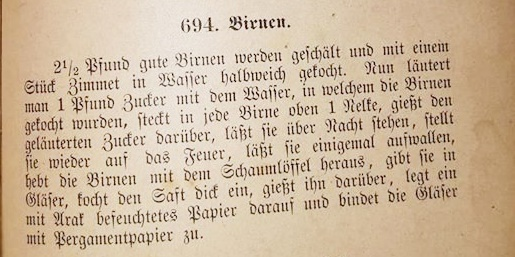 694. Birnen.
2½ Pfund gute Birnen werden geschält und mit einem
Stück Zimmet in Wasser halbweich gekocht. Nun läutert
man 1 Pfund Zucker mit dem Wasser, in welchem die Birnen
gekocht wurden, steckt in jede Birne oben 1 Nelke, gießt den
geläuterten Zucker darüber, läßt sie über Nacht stehen, stellt
sie wieder auf das Feuer, läßt sie einigemal aufwallen,
hebt die Birnen mit dem Schaumlöffel heraus, gibt sie in
Gläser, kocht den Saft dick ein, gießt ihn darüber, legt ein
mit Arak befeuchtetes Papier darauf und bindet die Gläser
mit Pergamentpapier zu.